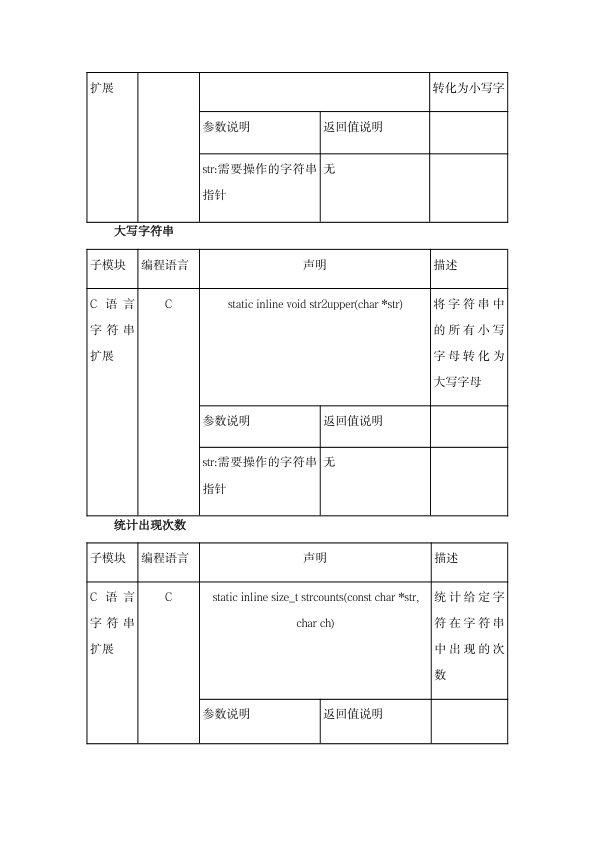 扩展 转化为小写字
参数说明 返回值说明
str:需要操作的字符串 无
指针
大写字符串
子模块 编程语言 声明 描述
C 语言 C static inline void str2upper(char *str) 将字符串中
字符串 的所有小写
扩展 字母转化为
大写字母
参数说明 返回值说明
str:需要操作的字符串 无
指针
统计出现次数
子模块 编程语言 声明 描述
C 语言 C static inline size_t strcounts(const char *str, 统计给定字
字符串 char ch) 符在字符串
扩展 中出现的次
数
参数说明 返回值说明